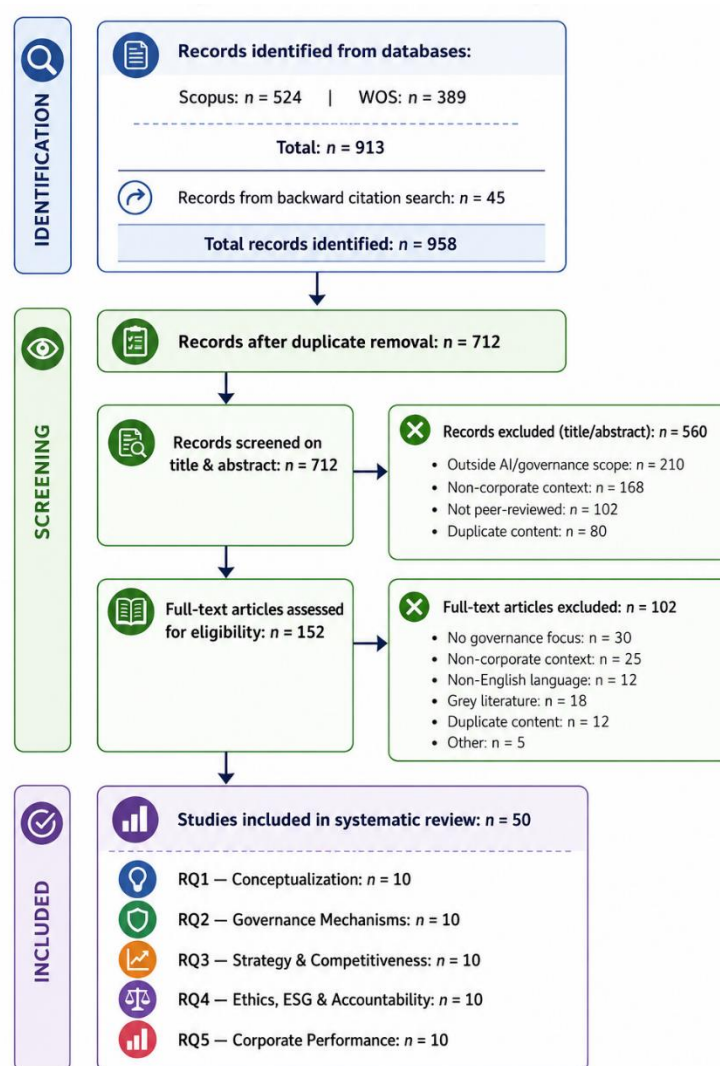 IDENTIFICATION
Records identified from databases:
Scopus: n = 524 | WOS: n = 389
Total: n = 913
Records from backward citation search: n = 45
Total records identified: n = 958
SCREENING
Records after duplicate removal: n = 712
Records screened on
title & abstract: n = 712
Records excluded (title/abstract): n = 560
• Outside AI/governance scope: n = 210
• Non-corporate context: n = 168
• Not peer-reviewed: n = 102
• Duplicate content: n = 80
Full-text articles assessed
for eligibility: n = 152
Full-text articles excluded: n = 102
• No governance focus: n = 30
• Non-corporate context: n = 25
• Non-English language: n = 12
• Grey literature: n = 18
• Duplicate content: n = 12
• Other: n = 5
INCLUDED
Studies included in systematic review: n = 50
RQ1 — Conceptualization: n = 10
RQ2 — Governance Mechanisms: n = 10
RQ3 — Strategy & Competitiveness: n = 10
RQ4 — Ethics, ESG & Accountability: n = 10
RQ5 — Corporate Performance: n = 10